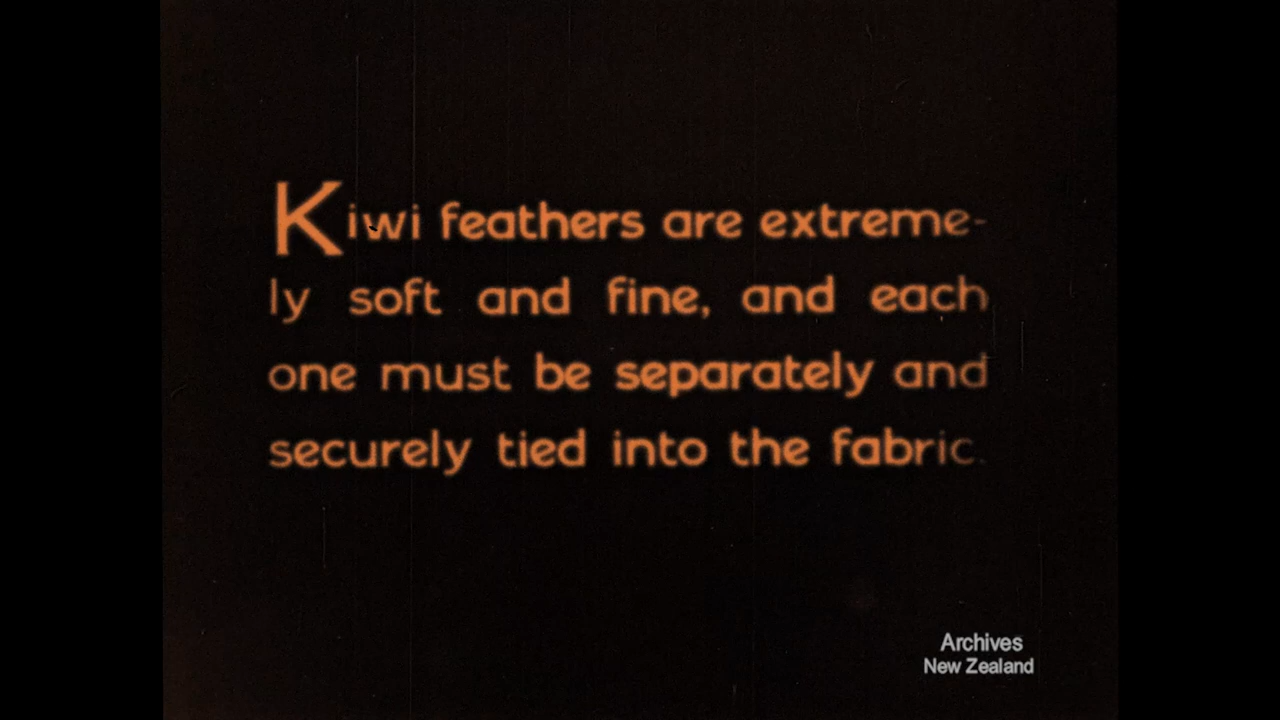 Kiwi feathers are extreme-
ly soft and fine, and each
one must be separately and
securely tied into the fabric.
Archives
New Zealand